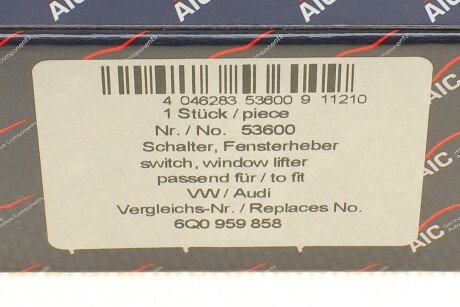 AIC
AIC
4 046283 53600 9 11210
1 Stück / piece
Nr. / No. 53600
Schalter, Fensterheber
switch, window lifter
passend für / to fit
VW / Audi
Vergleichs-Nr. / Replaces No.
6Q0 959 858
AIC
AIC